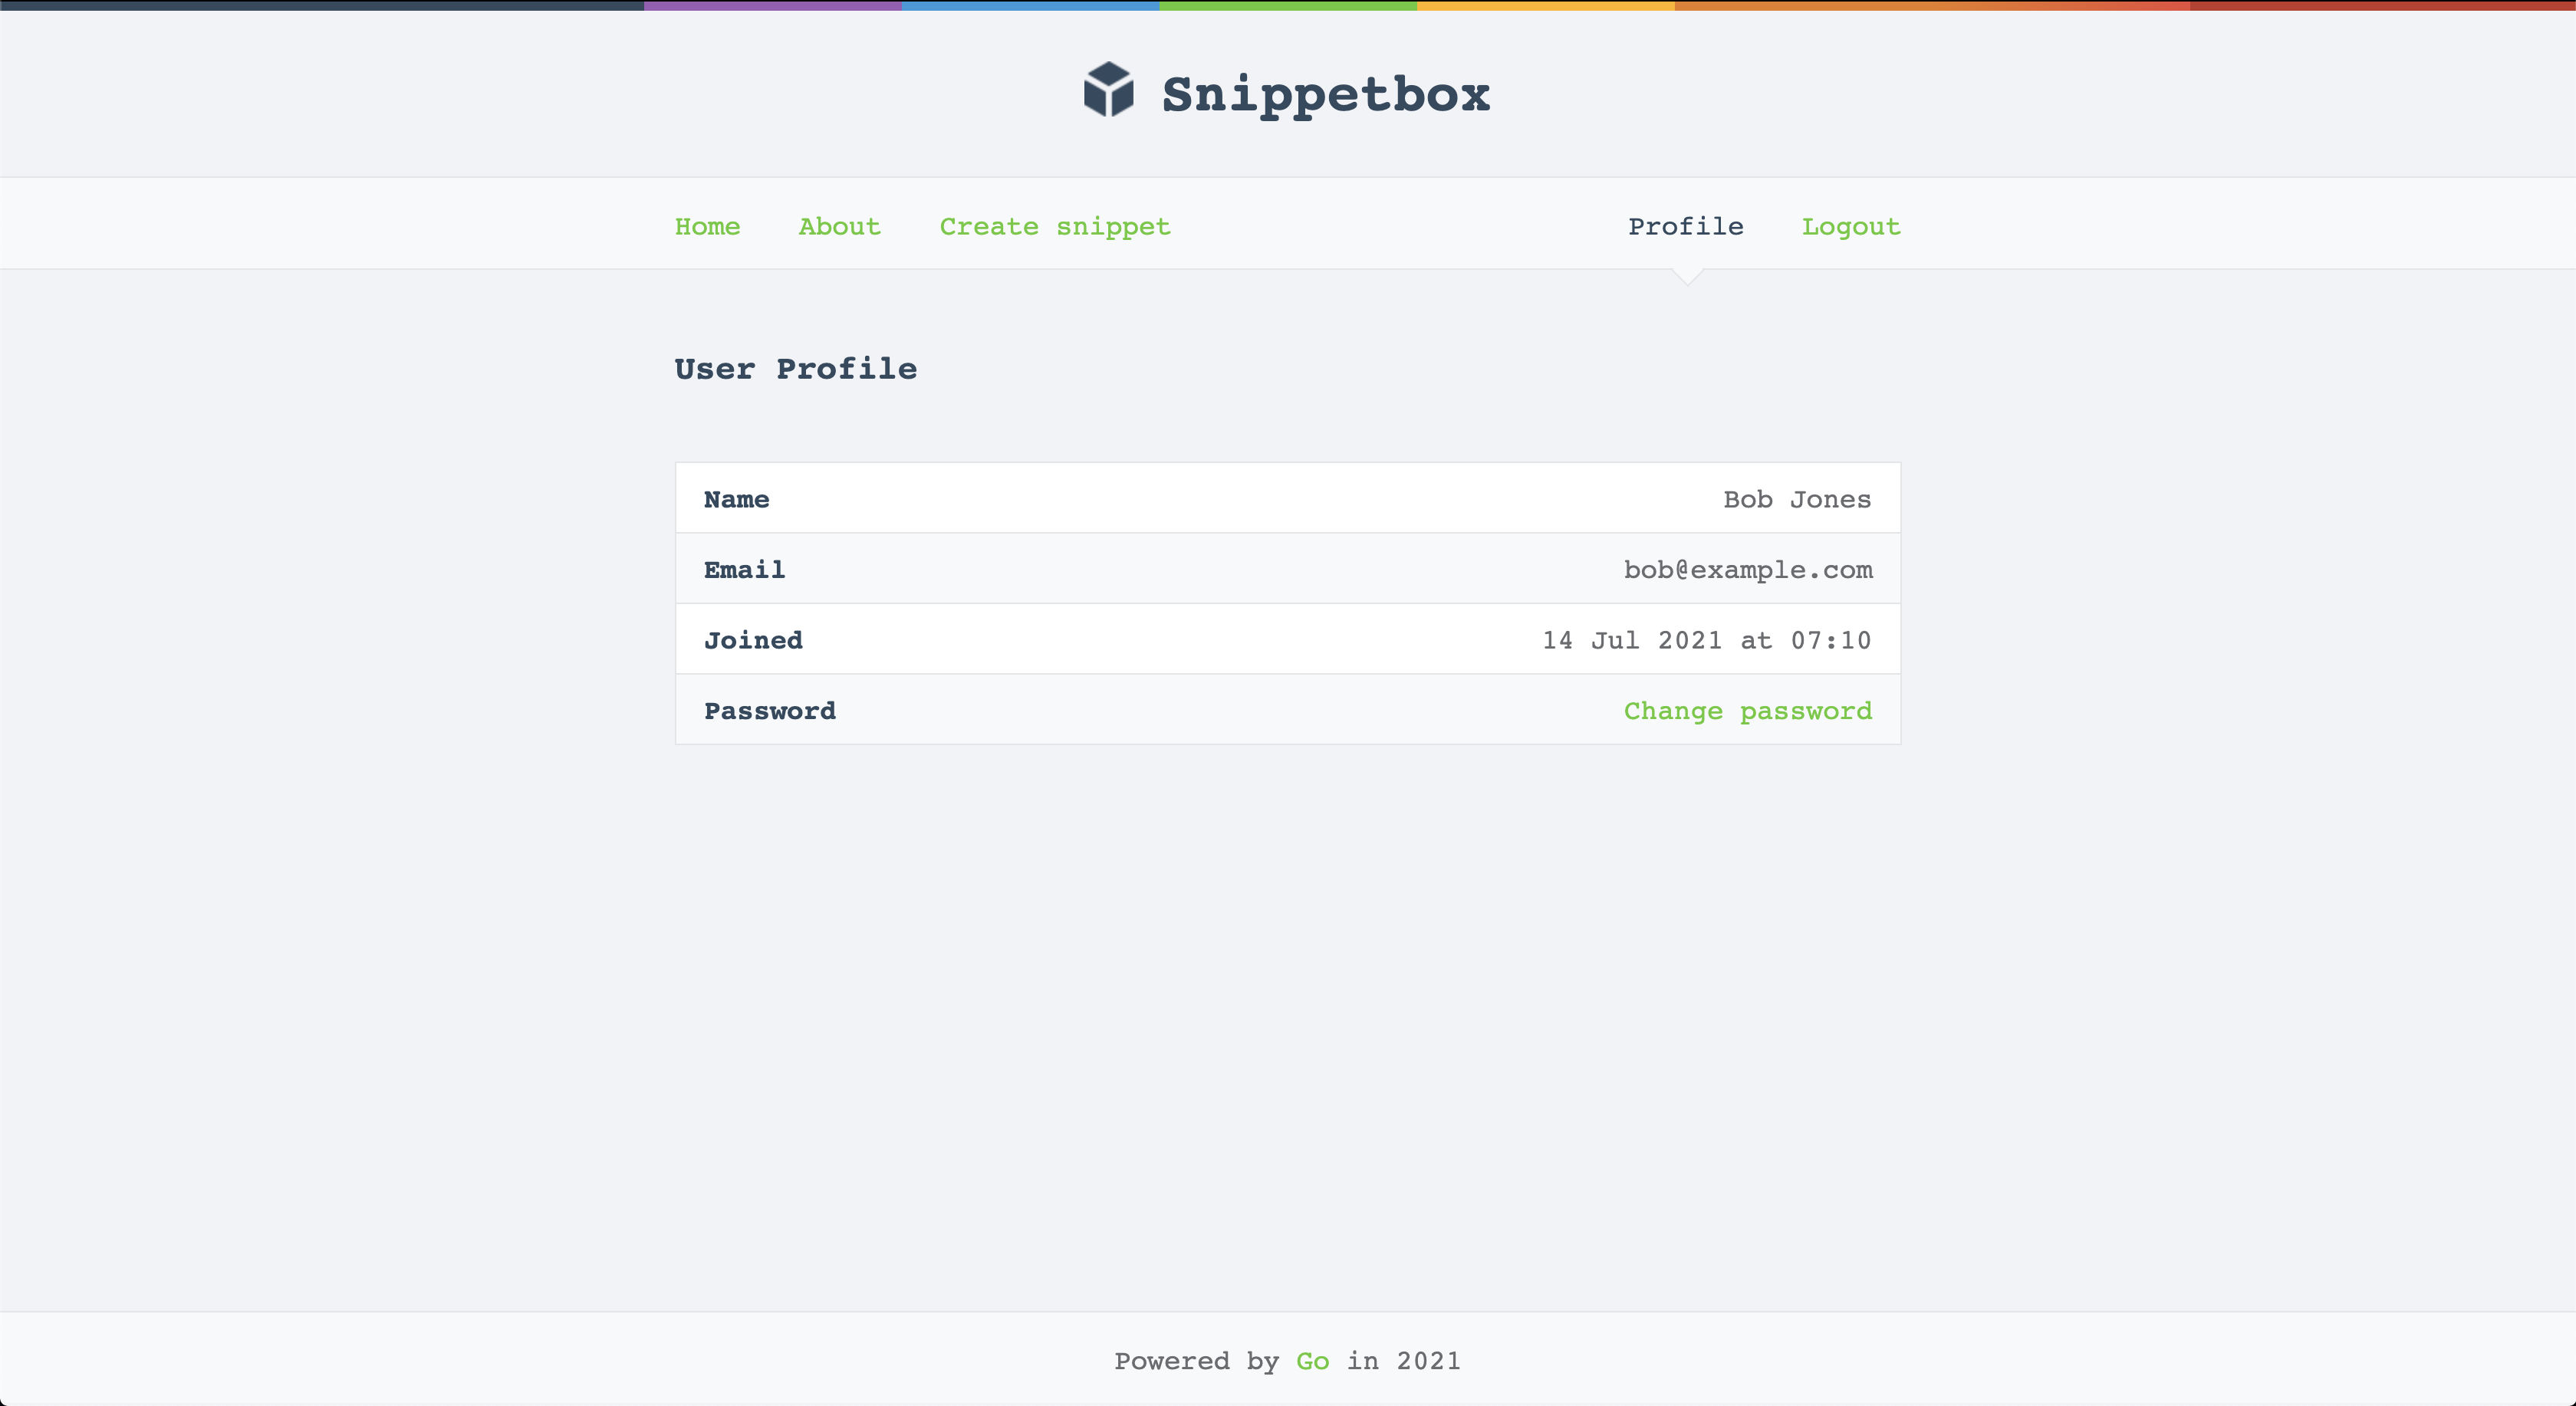 Snippetbox
Home About Create snippet Profile Logout
User Profile
Name Bob Jones
Email bob@example.com
Joined 14 Jul 2021 at 07:10
Password Change password
Powered by Go in 2021